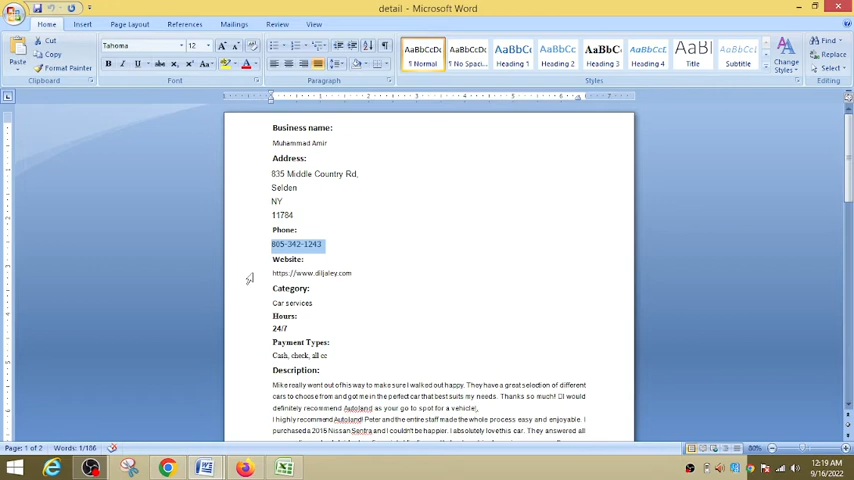 detail - Microsoft Word
Home Insert Page Layout References Mailings Review View
Cut
Copy
Format Painter
Paste
Clipboard
Tahoma 12
Font
Paragraph
AaBbCcDc AaBbCcDc AaBbC AaBbCc AaBbCc AaBbCcL AaBl AaBbCcL
¶ Normal ¶ No Spaci... Heading 1 Heading 2 Heading 3 Heading 4 Title Subtitle
Change Styles
Styles
Find
Replace
Select
Editing
Business name:
Muhammad Amir
Address:
835 Middle Country Rd,
Selden
NY
11784
Phone:
805-342-1243
Website:
https://www.diljaley.com
Category:
Car services
Hours:
24/7
Payment Types:
Cash, check, all cc
Description:
Mike really went out of his way to make sure I walked out happy. They have a great selection of different
cars to choose from and got me in the perfect car that best suits my needs. Thanks so much! I would
definitely recommend Autoland as your go to spot for a vehicle!,
I highly recommend Autoland! Peter and the entire staff made the whole process easy and enjoyable. I
purchased a 2015 Nissan Sentra and I couldn't be happier. I absolutely love this car. They answered all
Page: 1 of 2 Words: 1/186
80%
12:19 AM
9/16/2022